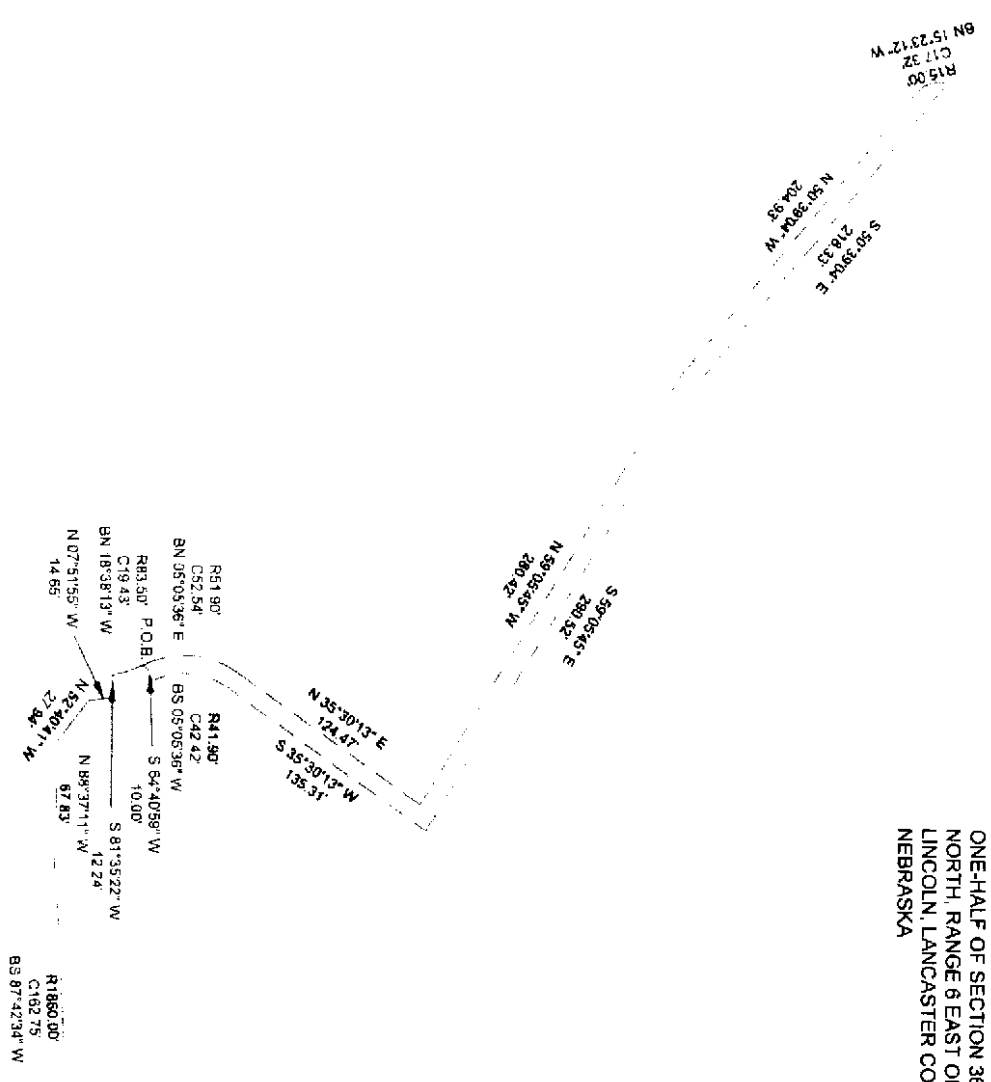 ONE-HALF OF SECTION 36
NORTH, RANGE 6 EAST OF
LINCOLN, LANCASTER CO
NEBRASKA
R15.00'
C17.32'
BN 15°23'12" W
N 50°39'04" W
204.93'
S 50°39'04" E
218.33'
N 59°05'45" W
280.42'
S 59°05'45" E
290.52'
N 35°30'13" E
124.47'
S 35°30'13" W
135.31'
R51.90'
C52.54'
BN 05°05'36" E
R41.90'
C42.42'
BS 05°05'36" W
R83.50'
C19.43'
BN 18°38'13" W
P.O.B.
S 64°40'59" W
10.00'
N 07°51'55" W
14.65'
S 81°35'22" W
12.24'
N 52°40'41" W
27.94'
N 88°37'11" W
67.83'
R1860.00'
C162.75'
BS 87°42'34" W